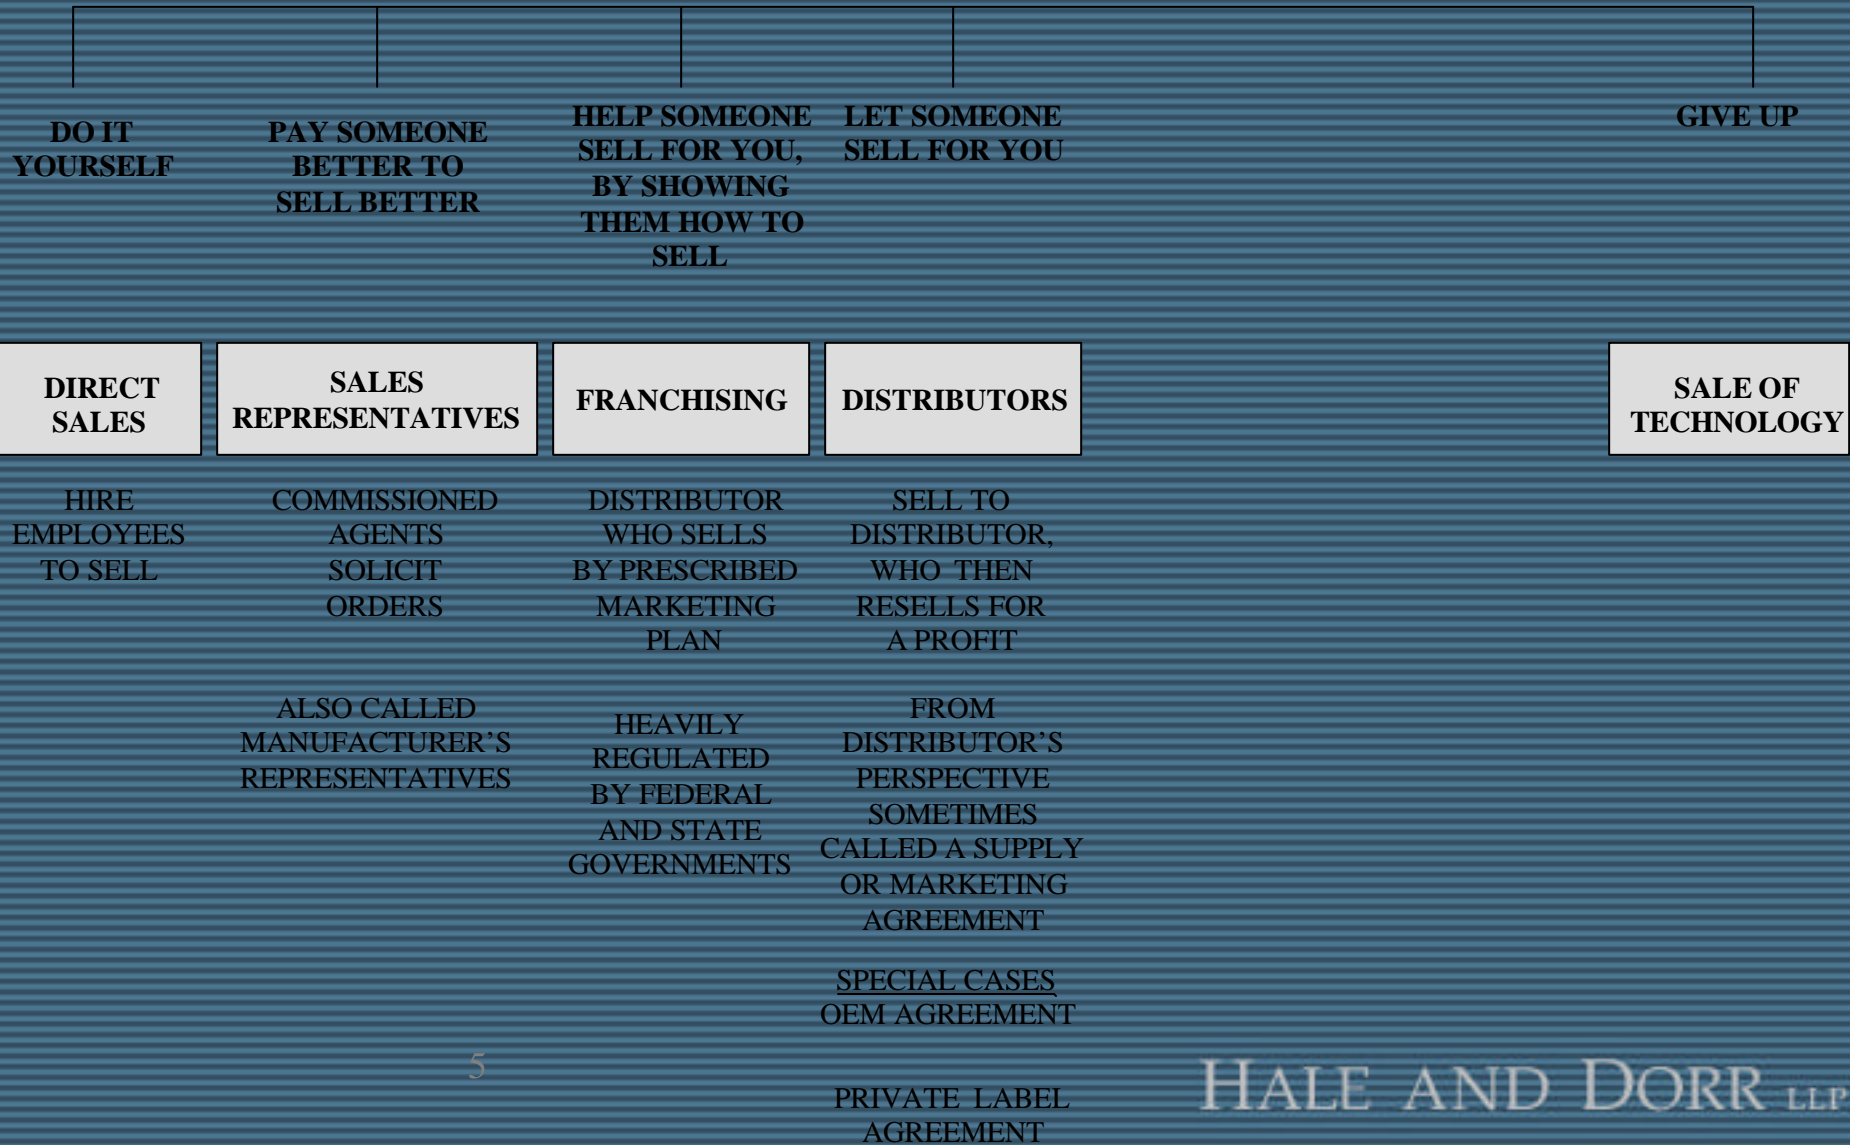 DO IT
YOURSELF
PAY SOMEONE
BETTER TO
SELL BETTER
HELP SOMEONE
SELL FOR YOU,
BY SHOWING
THEM HOW TO
SELL
LET SOMEONE
SELL FOR YOU
GIVE UP
DIRECT
SALES
SALES
REPRESENTATIVES
FRANCHISING
DISTRIBUTORS
SALE OF
TECHNOLOGY
HIRE
EMPLOYEES
TO SELL
COMMISSIONED
AGENTS
SOLICIT
ORDERS
ALSO CALLED
MANUFACTURER’S
REPRESENTATIVES
DISTRIBUTOR
WHO SELLS
BY PRESCRIBED
MARKETING
PLAN
HEAVILY
REGULATED
BY FEDERAL
AND STATE
GOVERNMENTS
SELL TO
DISTRIBUTOR,
WHO THEN
RESELLS FOR
A PROFIT
FROM
DISTRIBUTOR’S
PERSPECTIVE
SOMETIMES
CALLED A SUPPLY
OR MARKETING
AGREEMENT
SPECIAL CASES
OEM AGREEMENT
PRIVATE LABEL
AGREEMENT
5
HALE AND DORR LLP